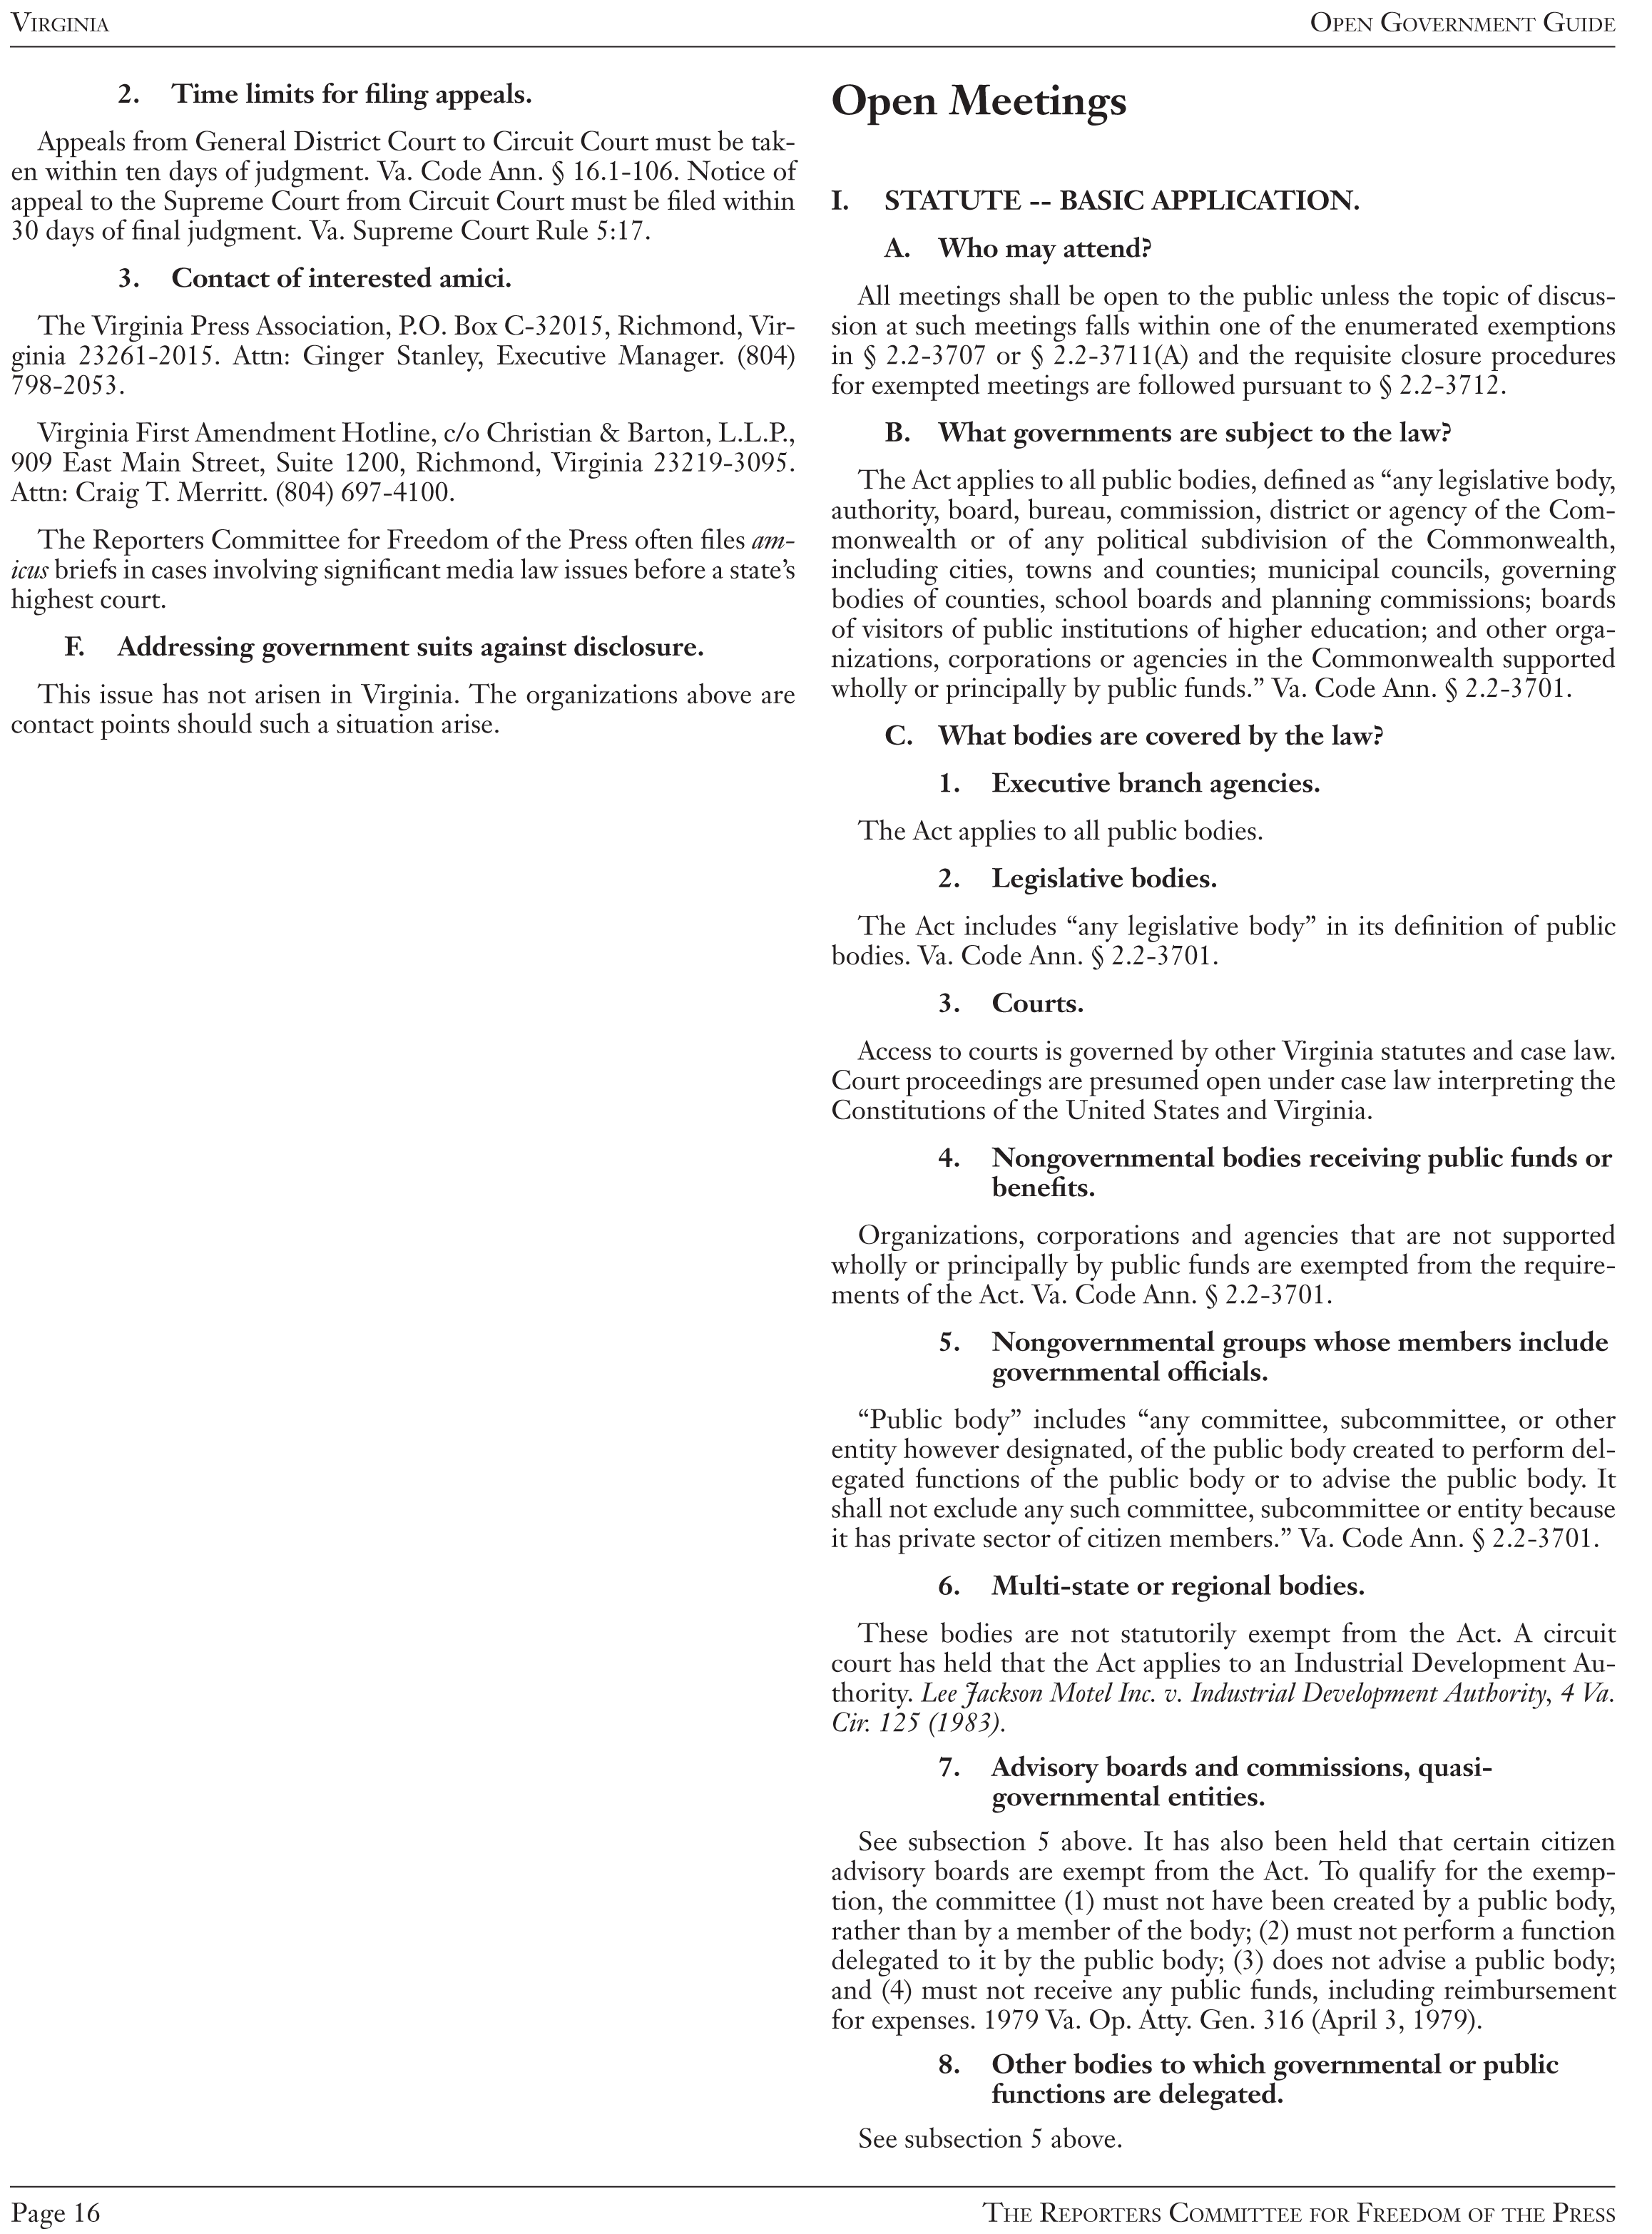 Virginia
Open Government Guide
2. Time limits for filing appeals.
Appeals from General District Court to Circuit Court must be tak-
en within ten days of judgment. Va. Code Ann. § 16.1-106. Notice of
appeal to the Supreme Court from Circuit Court must be filed within
30 days of final judgment. Va. Supreme Court Rule 5:17.
3. Contact of interested amici.
The Virginia Press Association, P.O. Box C-32015, Richmond, Vir-
ginia 23261-2015. Attn: Ginger Stanley, Executive Manager. (804)
798-2053.
Virginia First Amendment Hotline, c/o Christian & Barton, L.L.P.,
909 East Main Street, Suite 1200, Richmond, Virginia 23219-3095.
Attn: Craig T. Merritt. (804) 697-4100.
The Reporters Committee for Freedom of the Press often files am-
icus briefs in cases involving significant media law issues before a state’s
highest court.
F. Addressing government suits against disclosure.
This issue has not arisen in Virginia. The organizations above are
contact points should such a situation arise.
Open Meetings
I. STATUTE -- BASIC APPLICATION.
A. Who may attend?
All meetings shall be open to the public unless the topic of discus-
sion at such meetings falls within one of the enumerated exemptions
in § 2.2-3707 or § 2.2-3711(A) and the requisite closure procedures
for exempted meetings are followed pursuant to § 2.2-3712.
B. What governments are subject to the law?
The Act applies to all public bodies, defined as “any legislative body,
authority, board, bureau, commission, district or agency of the Com-
monwealth or of any political subdivision of the Commonwealth,
including cities, towns and counties; municipal councils, governing
bodies of counties, school boards and planning commissions; boards
of visitors of public institutions of higher education; and other orga-
nizations, corporations or agencies in the Commonwealth supported
wholly or principally by public funds.” Va. Code Ann. § 2.2-3701.
C. What bodies are covered by the law?
1. Executive branch agencies.
The Act applies to all public bodies.
2. Legislative bodies.
The Act includes “any legislative body” in its definition of public
bodies. Va. Code Ann. § 2.2-3701.
3. Courts.
Access to courts is governed by other Virginia statutes and case law.
Court proceedings are presumed open under case law interpreting the
Constitutions of the United States and Virginia.
4. Nongovernmental bodies receiving public funds or
benefits.
Organizations, corporations and agencies that are not supported
wholly or principally by public funds are exempted from the require-
ments of the Act. Va. Code Ann. § 2.2-3701.
5. Nongovernmental groups whose members include
governmental officials.
“Public body” includes “any committee, subcommittee, or other
entity however designated, of the public body created to perform del-
egated functions of the public body or to advise the public body. It
shall not exclude any such committee, subcommittee or entity because
it has private sector of citizen members.” Va. Code Ann. § 2.2-3701.
6. Multi-state or regional bodies.
These bodies are not statutorily exempt from the Act. A circuit
court has held that the Act applies to an Industrial Development Au-
thority. Lee Jackson Motel Inc. v. Industrial Development Authority, 4 Va.
Cir. 125 (1983).
7. Advisory boards and commissions, quasi-
governmental entities.
See subsection 5 above. It has also been held that certain citizen
advisory boards are exempt from the Act. To qualify for the exemp-
tion, the committee (1) must not have been created by a public body,
rather than by a member of the body; (2) must not perform a function
delegated to it by the public body; (3) does not advise a public body;
and (4) must not receive any public funds, including reimbursement
for expenses. 1979 Va. Op. Atty. Gen. 316 (April 3, 1979).
8. Other bodies to which governmental or public
functions are delegated.
See subsection 5 above.
Page 16
The Reporters Committee for Freedom of the Press